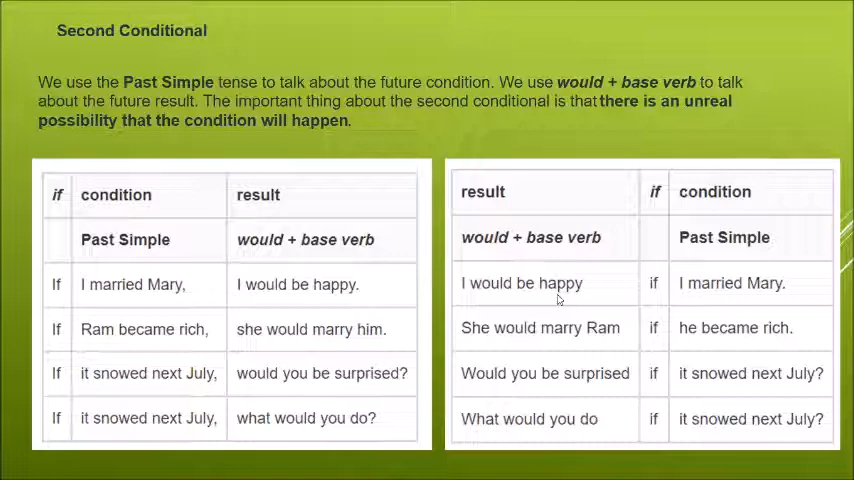 Second Conditional
We use the Past Simple tense to talk about the future condition. We use would + base verb to talk
about the future result. The important thing about the second conditional is that there is an unreal
possibility that the condition will happen.
if condition result
Past Simple would + base verb
If I married Mary, I would be happy.
If Ram became rich, she would marry him.
If it snowed next July, would you be surprised?
If it snowed next July, what would you do?
result if condition
would + base verb Past Simple
I would be happy if I married Mary.
She would marry Ram if he became rich.
Would you be surprised if it snowed next July?
What would you do if it snowed next July?